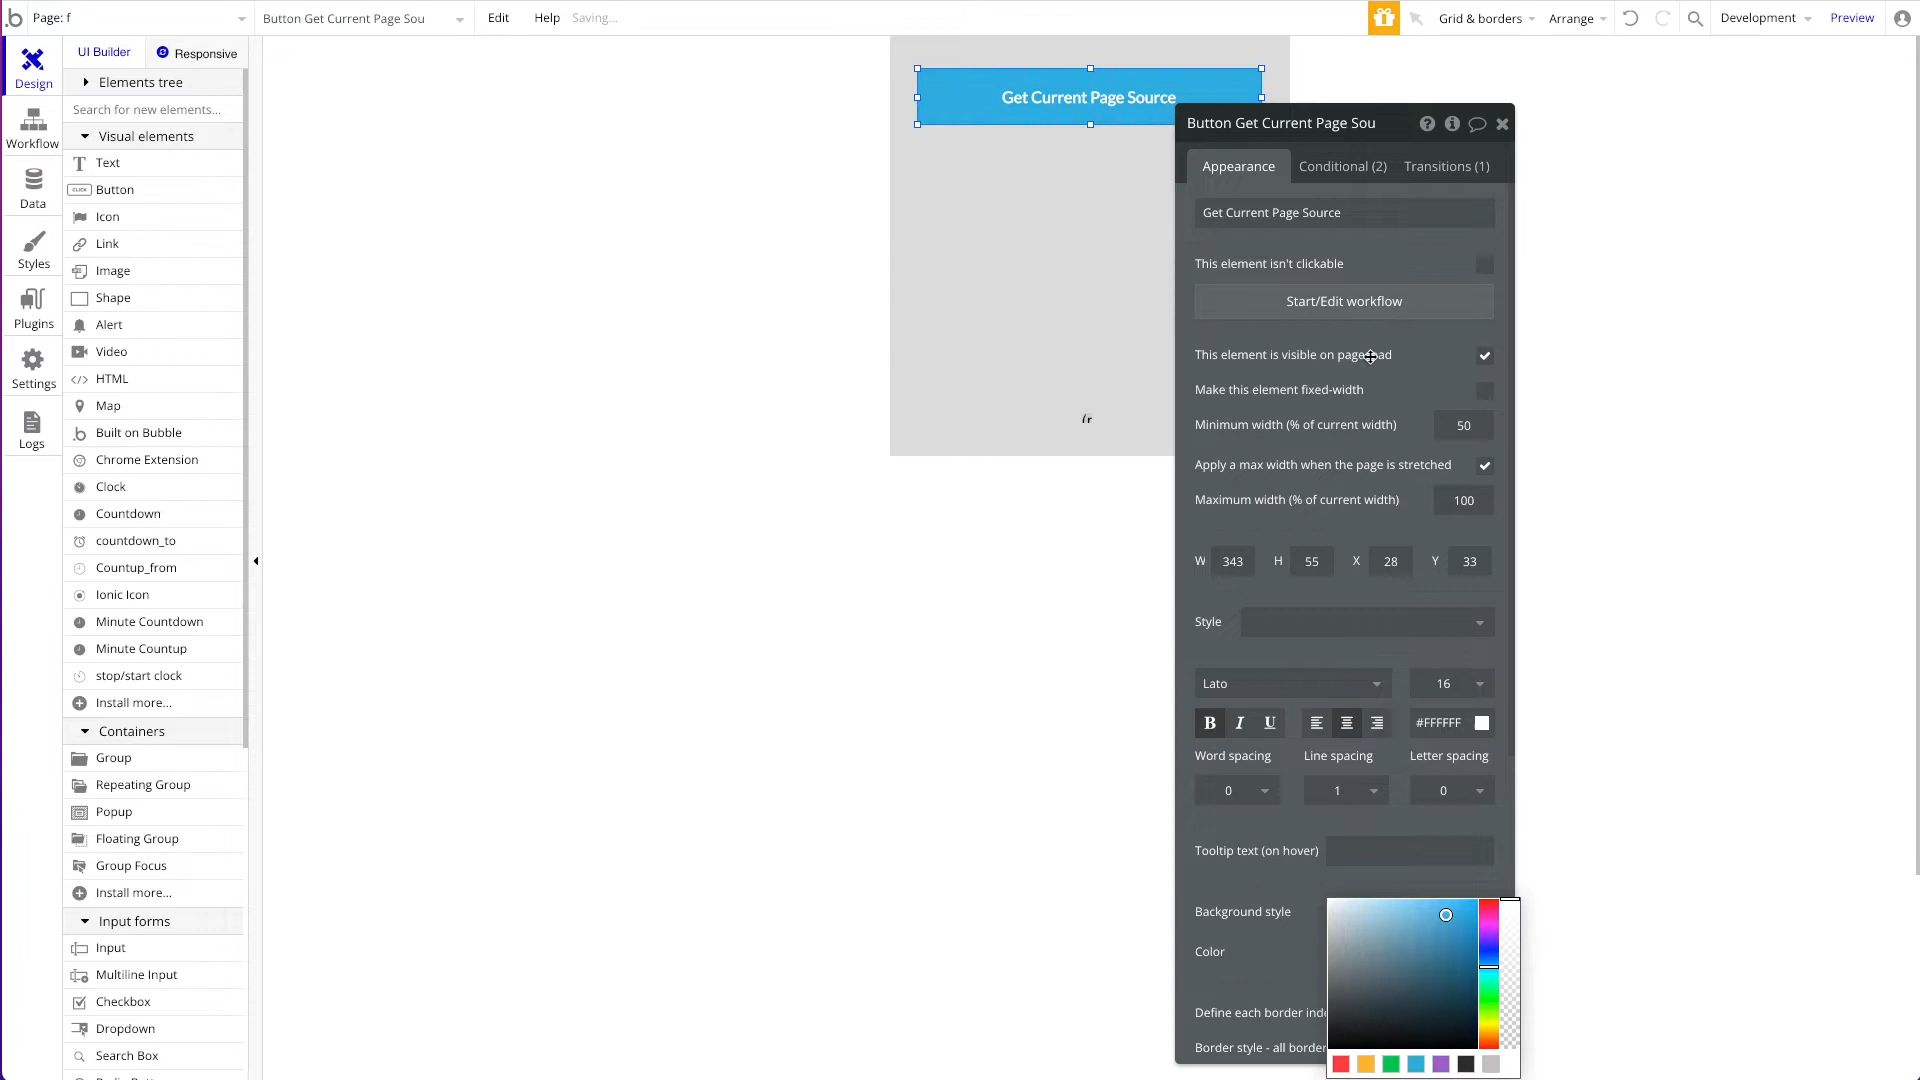 Page: f
Button Get Current Page Sou
Edit
Help
Saving...
Grid & borders
Arrange
Development
Preview
UI Builder
Responsive
Design
Workflow
Data
Styles
Plugins
Settings
Logs
Elements tree
Search for new elements...
Visual elements
Text
CLICK
Button
Icon
Link
Image
Shape
Alert
Video
HTML
Map
Built on Bubble
Chrome Extension
Clock
Countdown
countdown_to
Countup_from
Ionic Icon
Minute Countdown
Minute Countup
stop/start clock
Install more...
Containers
Group
Repeating Group
Popup
Floating Group
Group Focus
Install more...
Input forms
Input
Multiline Input
Checkbox
Dropdown
Search Box
Get Current Page Source
(r
Button Get Current Page Sou
Appearance
Conditional (2)
Transitions (1)
Get Current Page Source
This element isn't clickable
Start/Edit workflow
This element is visible on page
Make this element fixed-width
Minimum width (% of current width)
50
Apply a max width when the page is stretched
Maximum width (% of current width)
100
W 343 H 55 X 28 Y 33
Style
Lato
16
B I U
#FFFFFF
Word spacing
Line spacing
Letter spacing
0
1
0
Tooltip text (on hover)
Background style
Color
Define each border
Border style - all